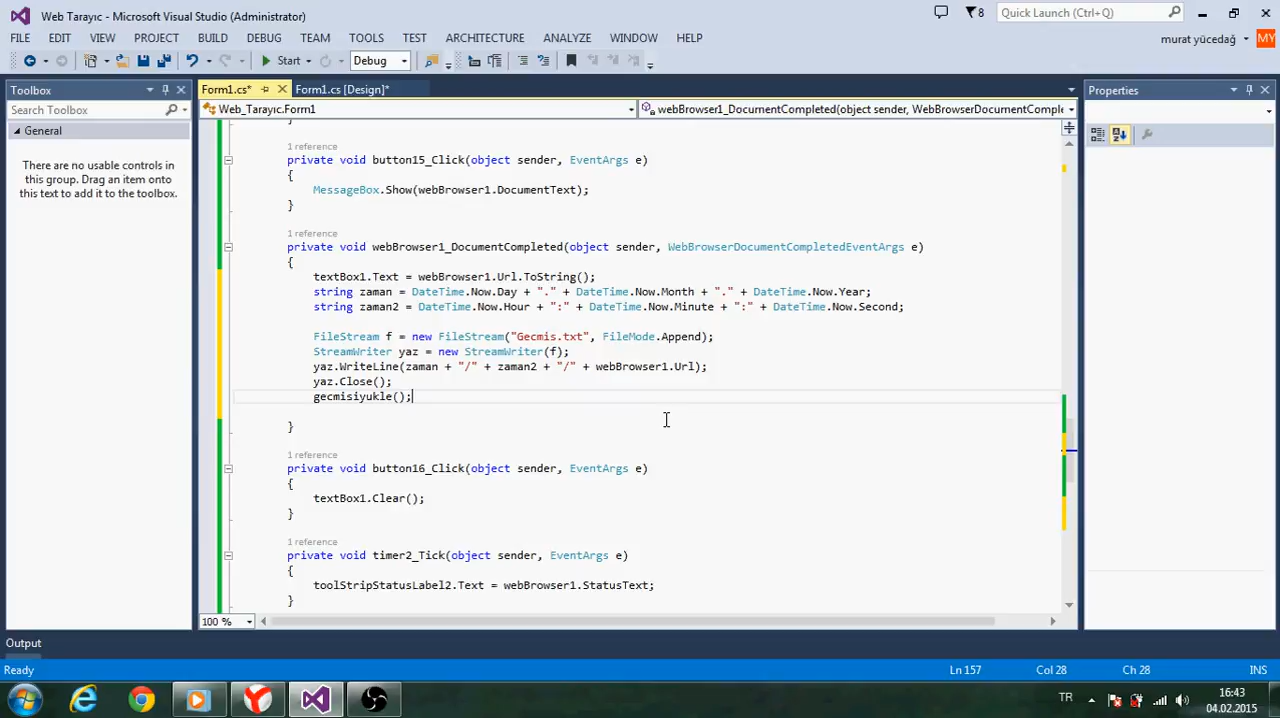 Web Tarayıc - Microsoft Visual Studio (Administrator)
8
Quick Launch (Ctrl+Q)
FILE EDIT VIEW PROJECT BUILD DEBUG TEAM TOOLS TEST ARCHITECTURE ANALYZE WINDOW HELP
murat yücedağ
MY
Start
Debug
Toolbox
Search Toolbox
General
There are no usable controls in
this group. Drag an item onto
this text to add it to the toolbox.
Form1.cs*
Form1.cs [Design]*
Web_Tarayıc.Form1
webBrowser1_DocumentCompleted(object sender, WebBrowserDocumentComple
}
1 reference
private void button15_Click(object sender, EventArgs e)
{
MessageBox.Show(webBrowser1.DocumentText);
}
1 reference
private void webBrowser1_DocumentCompleted(object sender, WebBrowserDocumentCompletedEventArgs e)
{
textBox1.Text = webBrowser1.Url.ToString();
string zaman = DateTime.Now.Day + "." + DateTime.Now.Month + "." + DateTime.Now.Year;
string zaman2 = DateTime.Now.Hour + ":" + DateTime.Now.Minute + ":" + DateTime.Now.Second;
FileStream f = new FileStream("Gecmis.txt", FileMode.Append);
StreamWriter yaz = new StreamWriter(f);
yaz.WriteLine(zaman + "/" + zaman2 + "/" + webBrowser1.Url);
yaz.Close();
gecmisiyukle();
}
1 reference
private void button16_Click(object sender, EventArgs e)
{
textBox1.Clear();
}
1 reference
private void timer2_Tick(object sender, EventArgs e)
{
toolStripStatusLabel2.Text = webBrowser1.StatusText;
}
100 %
Properties
Output
Ready
Ln 157
Col 28
Ch 28
INS
TR
16:43
04.02.2015